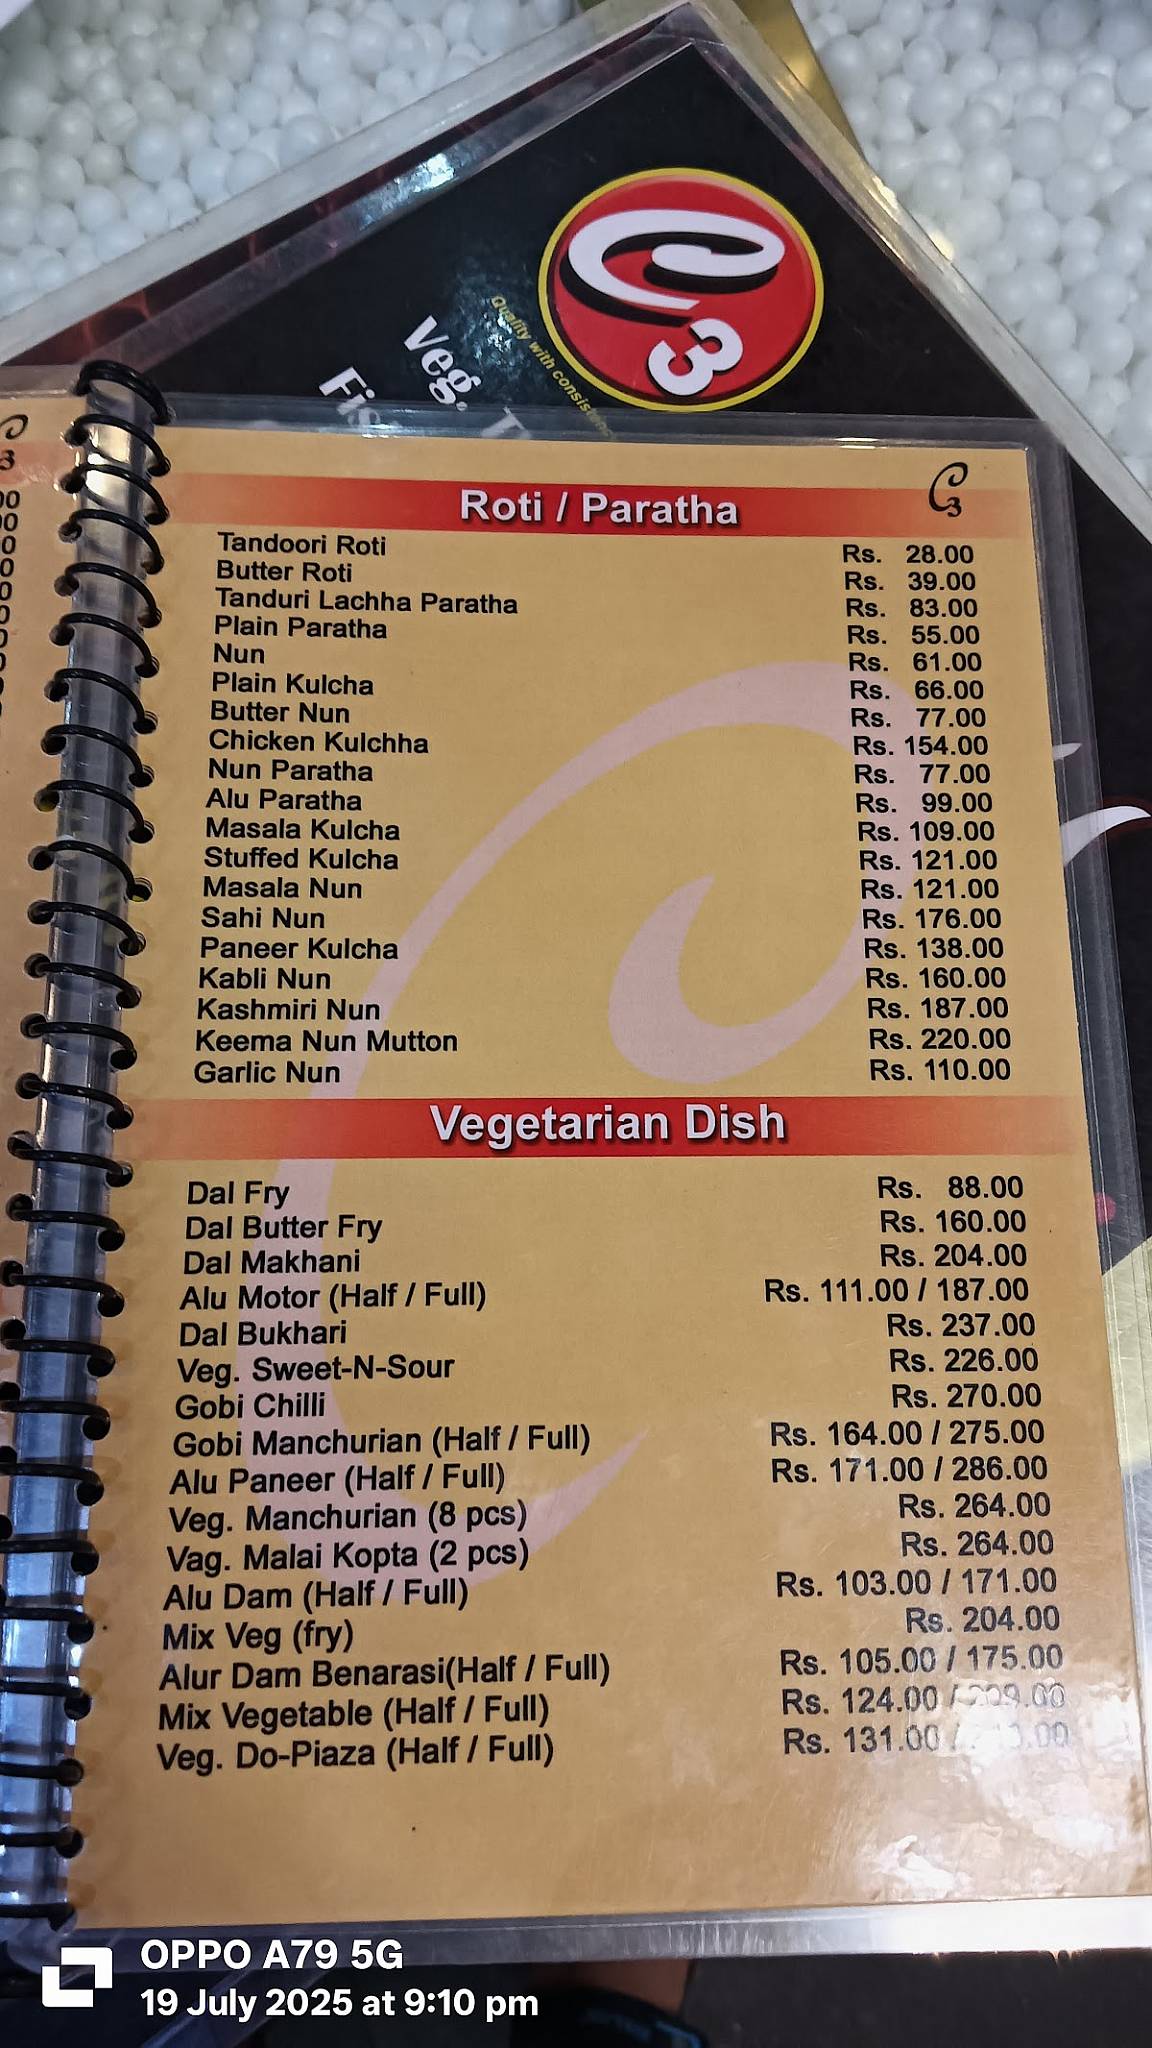 C3
Quality with
Veg.
Roti / Paratha
C3
Tandoori Roti Rs. 28.00
Butter Roti Rs. 39.00
Tanduri Lachha Paratha Rs. 83.00
Plain Paratha Rs. 55.00
Nun Rs. 61.00
Plain Kulcha Rs. 66.00
Butter Nun Rs. 77.00
Chicken Kulchha Rs. 154.00
Nun Paratha Rs. 77.00
Alu Paratha Rs. 99.00
Masala Kulcha Rs. 109.00
Stuffed Kulcha Rs. 121.00
Masala Nun Rs. 121.00
Sahi Nun Rs. 176.00
Paneer Kulcha Rs. 138.00
Kabli Nun Rs. 160.00
Kashmiri Nun Rs. 187.00
Keema Nun Mutton Rs. 220.00
Garlic Nun Rs. 110.00
Vegetarian Dish
Dal Fry Rs. 88.00
Dal Butter Fry Rs. 160.00
Dal Makhani Rs. 204.00
Alu Motor (Half / Full) Rs. 111.00 / 187.00
Dal Bukhari Rs. 237.00
Veg. Sweet-N-Sour Rs. 226.00
Gobi Chilli Rs. 270.00
Gobi Manchurian (Half / Full) Rs. 164.00 / 275.00
Alu Paneer (Half / Full) Rs. 171.00 / 286.00
Veg. Manchurian (8 pcs) Rs. 264.00
Vag. Malai Kopta (2 pcs) Rs. 264.00
Alu Dam (Half / Full) Rs. 103.00 / 171.00
Mix Veg (fry) Rs. 204.00
Alur Dam Benarasi(Half / Full) Rs. 105.00 / 175.00
Mix Vegetable (Half / Full) Rs. 124.00 /
Veg. Do-Piaza (Half / Full) Rs. 131.00 /
OPPO A79 5G
19 July 2025 at 9:10 pm